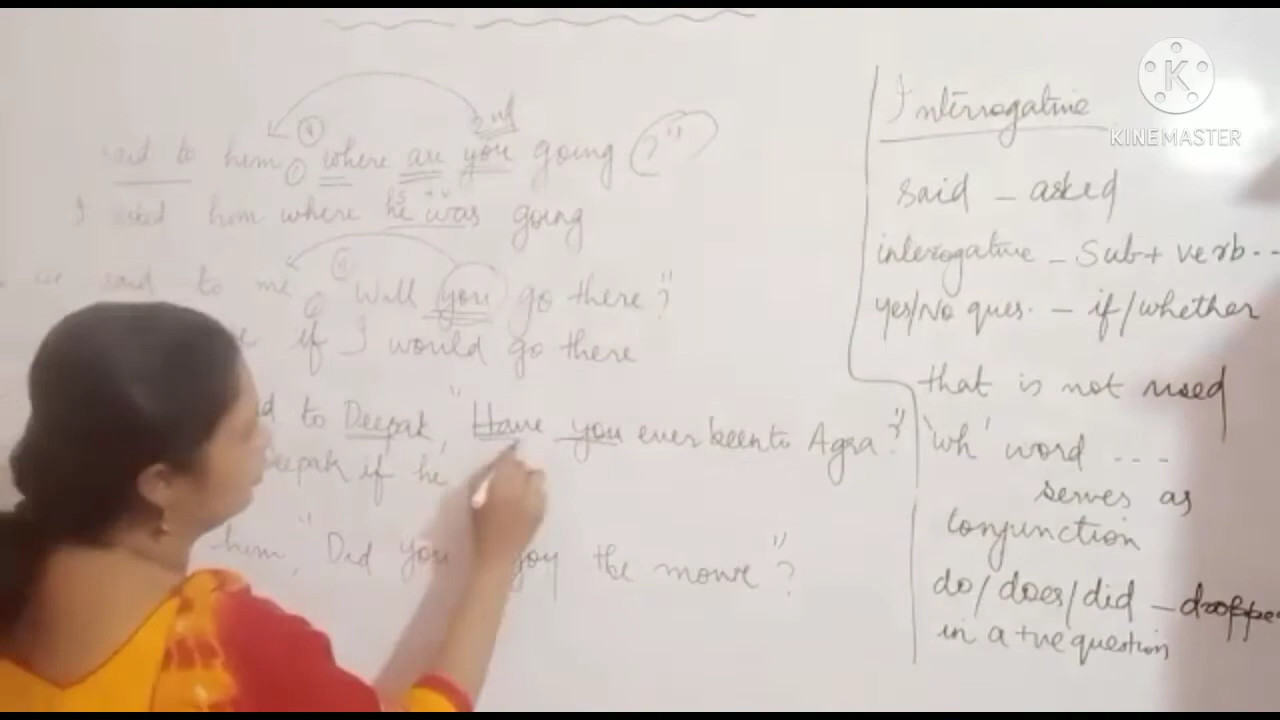 said to him, where are you going ?"
I asked him where he was going
said to me, Will you go there?"
if I would go there
to Deepak, "Have you ever been to Agra?"
Deepak if he
him, "Did you the movie"?
Interrogative
said - asked
interogative - Sub+ verb..
yes/No ques. - if/whether
that is not used
'wh' word ...
serves as
Conjunction
do/does/did - droppe
in a +ve question
KINEMASTER